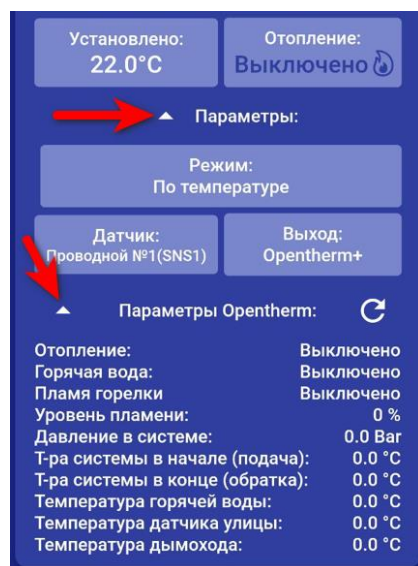 Установлено:
22.0°C
Отопление:
Выключено
Параметры:
Режим:
По температуре
Датчик:
Проводной №1(SNS1)
Выход:
Opentherm+
Параметры Opentherm:
Отопление: Выключено
Горячая вода: Выключено
Пламя горелки Выключено
Уровень пламени: 0 %
Давление в системе: 0.0 Bar
Т-ра системы в начале (подача): 0.0 °C
Т-ра системы в конце (обратка): 0.0 °C
Температура горячей воды: 0.0 °C
Температура датчика улицы: 0.0 °C
Температура дымохода: 0.0 °C